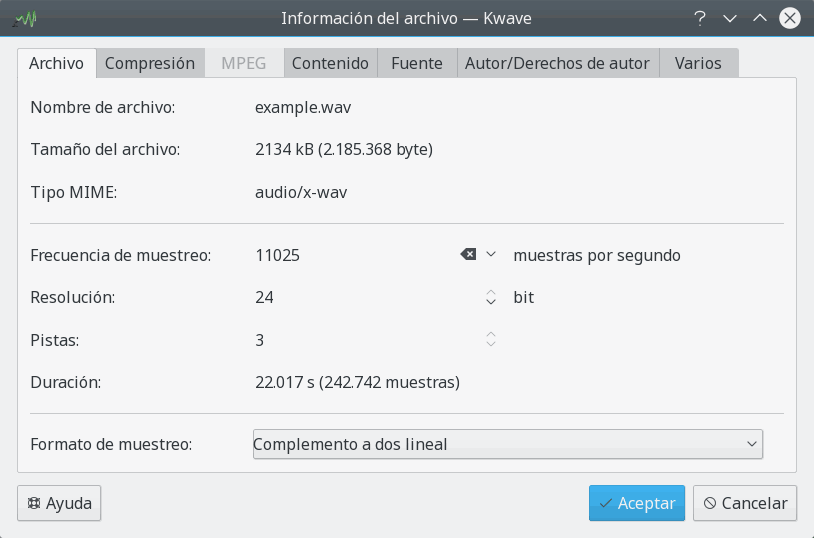 Información del archivo — Kwave
Archivo Compresión MPEG Contenido Fuente Autor/Derechos de autor Varios
Nombre de archivo: example.wav
Tamaño del archivo: 2134 kB (2.185.368 byte)
Tipo MIME: audio/x-wav
Frecuencia de muestreo: 11025 muestras por segundo
Resolución: 24 bit
Pistas: 3
Duración: 22.017 s (242.742 muestras)
Formato de muestreo: Complemento a dos lineal
Ayuda Aceptar Cancelar